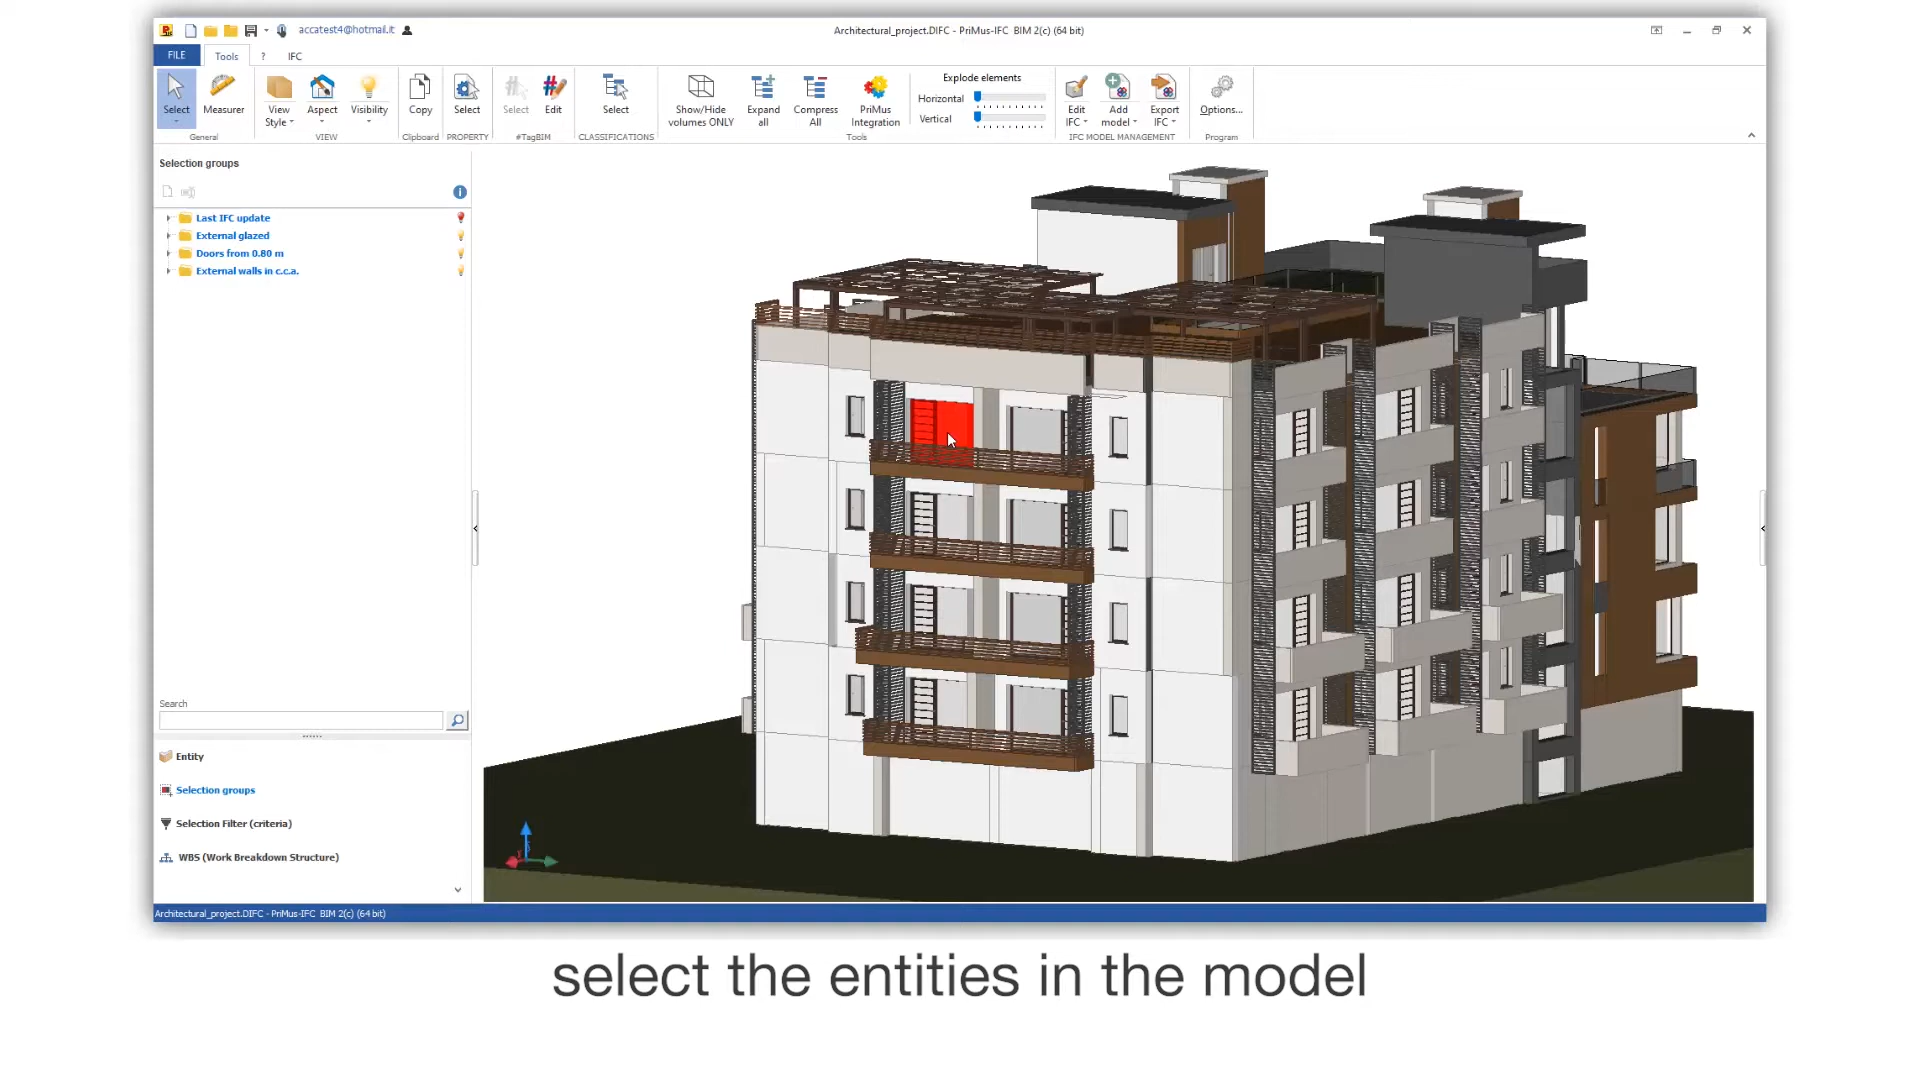 accatest4@hotmail.it
Architectural_project.DIFC - PriMus-IFC BIM 2(c) (64 bit)
FILE
Tools
?
IFC
Select
Measurer
General
View
Style
Aspect
Visibility
VIEW
Copy
Clipboard
Select
PROPERTY
Select
Edit
#TagBIM
Select
CLASSIFICATIONS
Show/Hide
volumes ONLY
Expand
all
Compress
All
PriMus
Integration
Tools
Explode elements
Horizontal
Vertical
Edit
IFC
Add
model
Export
IFC
IFC MODEL MANAGEMENT
Options...
Program
Selection groups
Last IFC update
External glazed
Doors from 0.80 m
External walls in c.c.a.
Search
Entity
Selection groups
Selection Filter (criteria)
WBS (Work Breakdown Structure)
Architectural_project.DIFC - PriMus-IFC BIM 2(c) (64 bit)
select the entities in the model